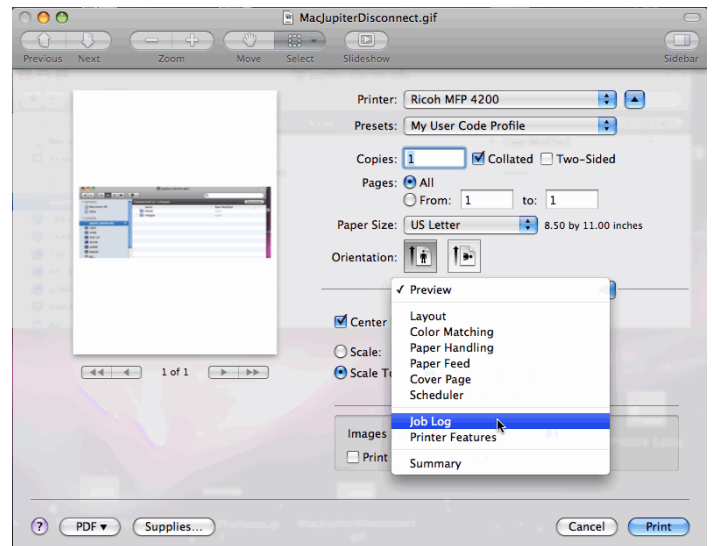 MacJupiterDisconnect.gif
Previous Next Zoom Move Select Slideshow Sidebar
Printer: Ricoh MFP 4200
Presets: My User Code Profile
Copies: 1 Collated Two-Sided
Pages: All
From: 1 to: 1
Paper Size: US Letter 8.50 by 11.00 inches
Orientation:
✓ Preview
Center
Layout
Color Matching
Scale:
Paper Handling
Scale To
Paper Feed
Cover Page
Scheduler
Job Log
Printer Features
Summary
1 of 1
Images
Print
? PDF▼ Supplies... Cancel Print